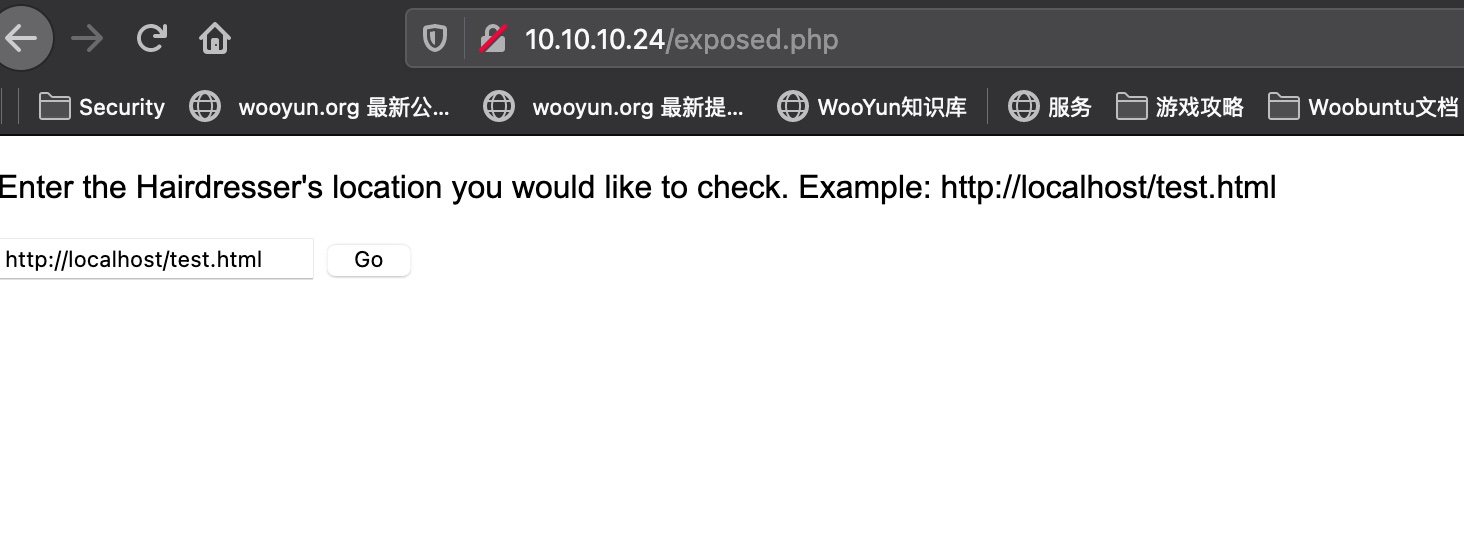 10.10.10.24/exposed.php
Security wooyun.org 最新公... wooyun.org 最新提... WooYun知识库 服务 游戏攻略 Woobuntu文档
Enter the Hairdresser's location you would like to check. Example: http://localhost/test.html
http://localhost/test.html Go